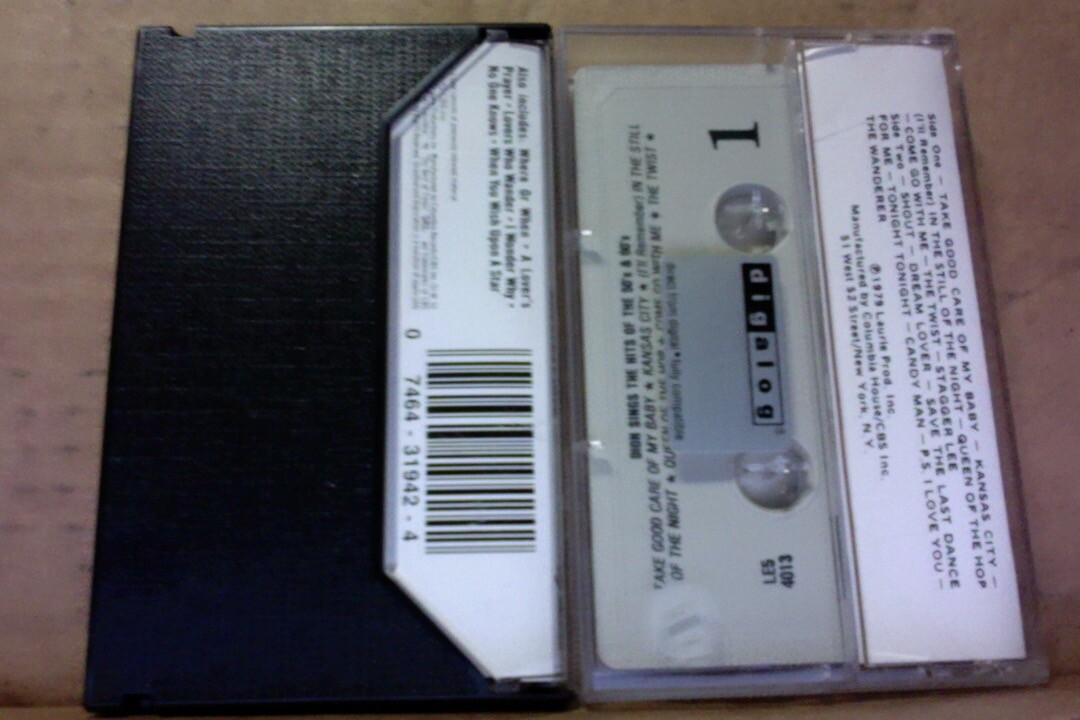 Also includes: Where Or When • A Lover's
Prayer • Lovers Who Wander • I Wonder Why •
No One Knows • When You Wish Upon A Star
0 7464-31942-4
1
digalog
DION SINGS THE HITS OF THE 50's & 60's
TAKE GOOD CARE OF MY BABY ★ KANSAS CITY ★ (I'll Remember) IN THE STILL
OF THE NIGHT ★ QUEEN OF THE HOP ★ COME GO WITH ME ★ THE TWIST ★
4013
LES
Side One — TAKE GOOD CARE OF MY BABY — KANSAS CITY —
(I'll Remember) IN THE STILL OF THE NIGHT — QUEEN OF THE HOP
— COME GO WITH ME — THE TWIST — STAGGER LEE
Side Two — SHOUT — DREAM LOVER — SAVE THE LAST DANCE
FOR ME — TONIGHT TONIGHT — CANDY MAN — P.S. I LOVE YOU —
THE WANDERER
℗ 1979 Laurie Prod. Inc.
Manufactured by Columbia House/CBS Inc.
51 West 52 Street/New York, N.Y.